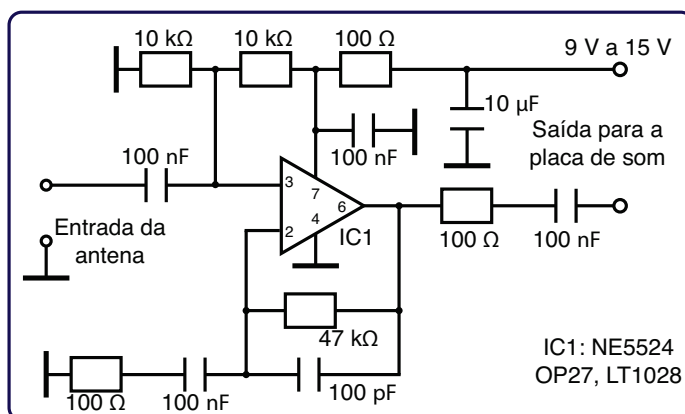 10 kΩ
10 kΩ
100 Ω
9 V a 15 V
10 µF
100 nF
100 nF
Saída para a
placa de som
3
7
6
4
2
IC1
Entrada da
antena
100 Ω
100 nF
47 kΩ
100 pF
100 Ω
100 nF
IC1: NE5524
OP27, LT1028